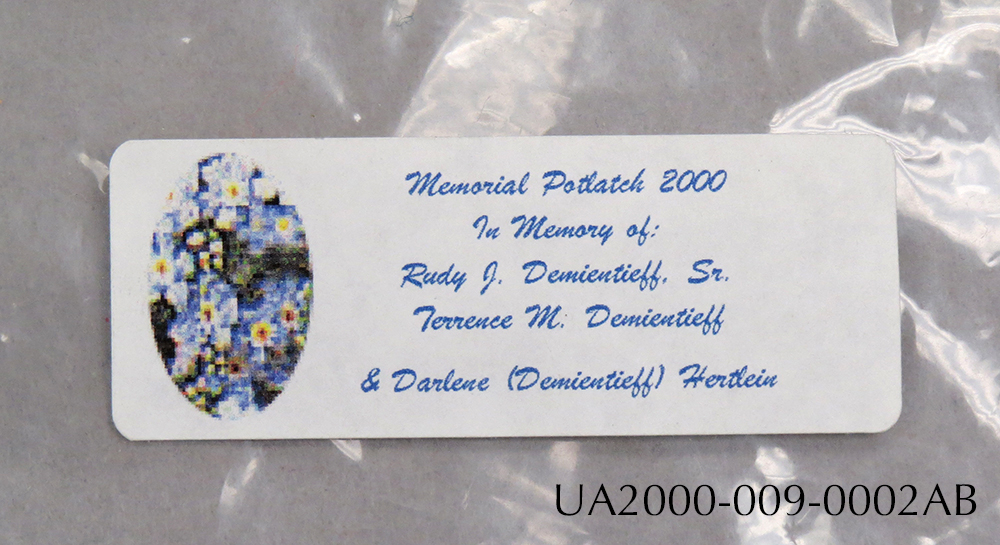 Memorial Potlatch 2000
In Memory of:
Rudy J. Demientieff, Sr.
Terrence M. Demientieff
& Darlene (Demientieff) Hertlein
UA2000-009-0002AB